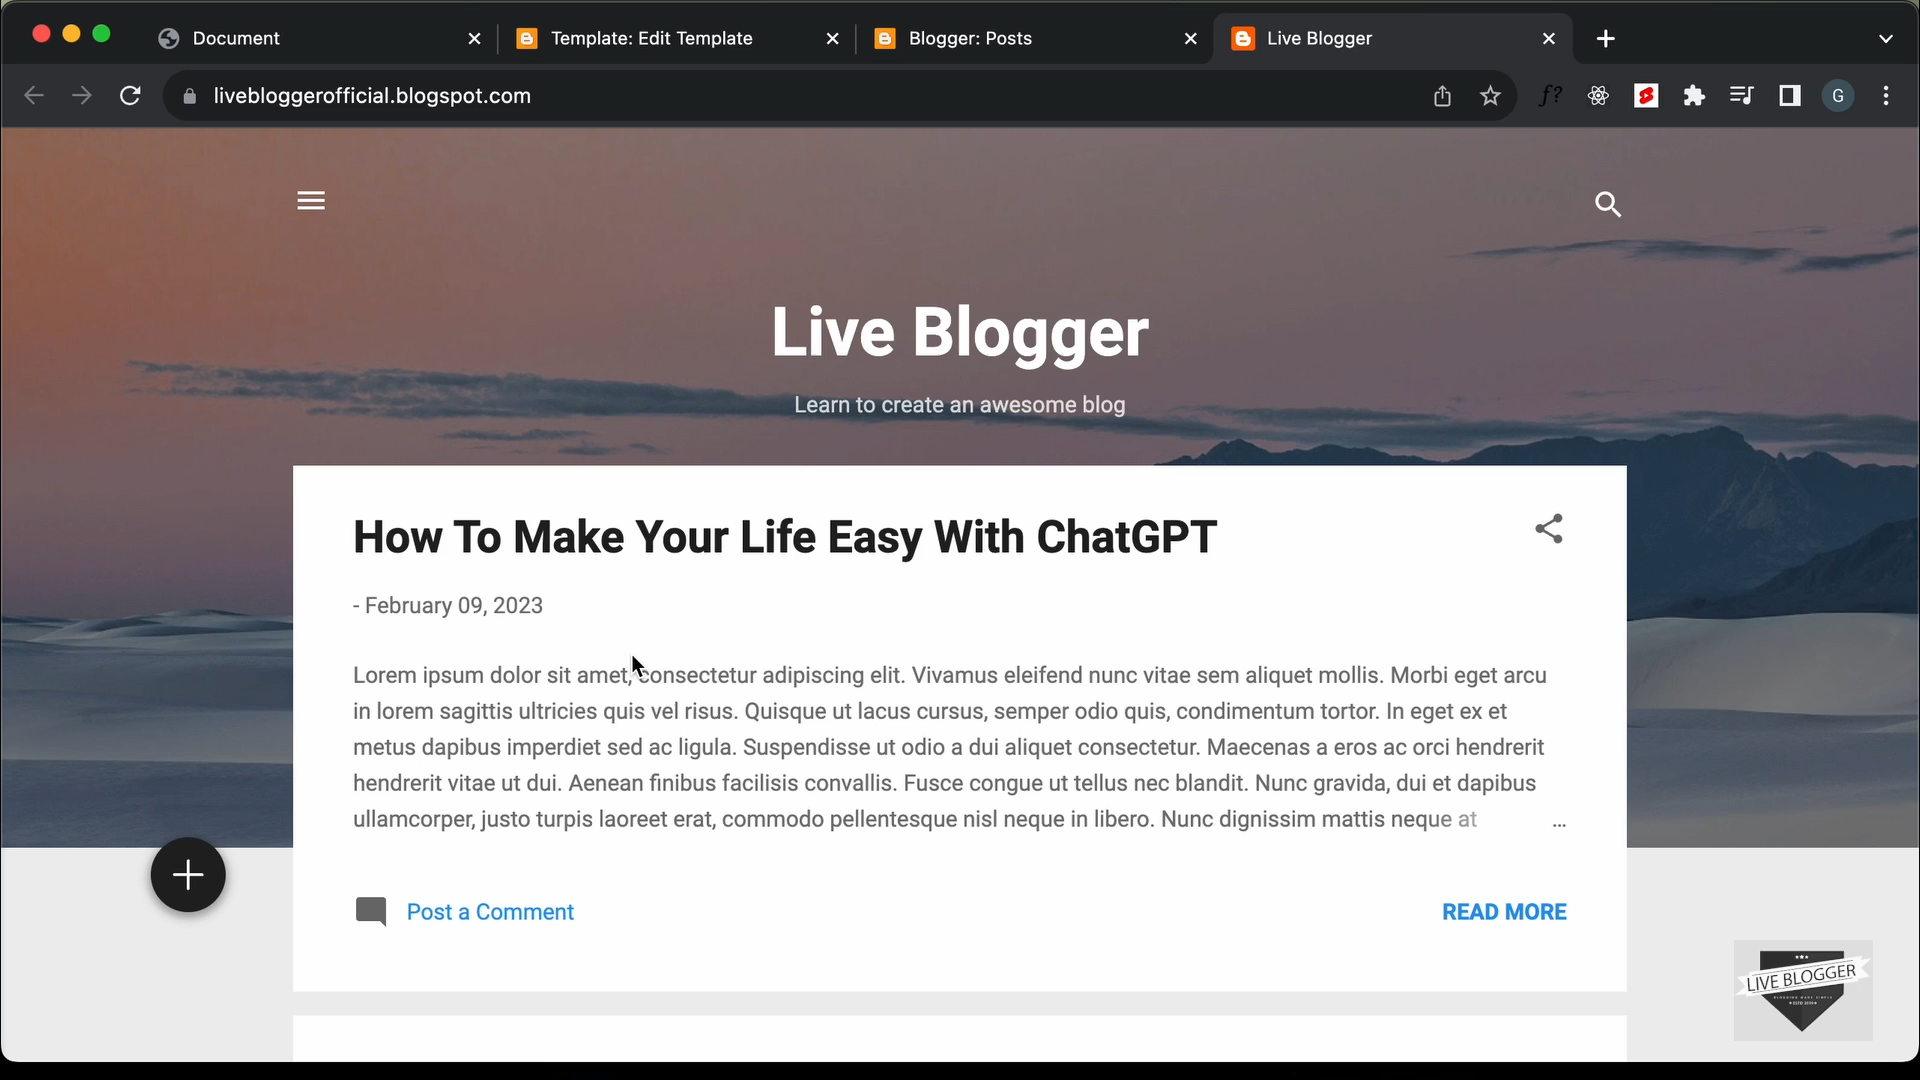 Document
Template: Edit Template
Blogger: Posts
Live Blogger
livebloggerofficial.blogspot.com
f?
G
Live Blogger
Learn to create an awesome blog
How To Make Your Life Easy With ChatGPT
- February 09, 2023
Lorem ipsum dolor sit amet, consectetur adipiscing elit. Vivamus eleifend nunc vitae sem aliquet mollis. Morbi eget arcu
in lorem sagittis ultricies quis vel risus. Quisque ut lacus cursus, semper odio quis, condimentum tortor. In eget ex et
metus dapibus imperdiet sed ac ligula. Suspendisse ut odio a dui aliquet consectetur. Maecenas a eros ac orci hendrerit
hendrerit vitae ut dui. Aenean finibus facilisis convallis. Fusce congue ut tellus nec blandit. Nunc gravida, dui et dapibus
ullamcorper, justo turpis laoreet erat, commodo pellentesque nisl neque in libero. Nunc dignissim mattis neque at ...
Post a Comment
READ MORE
LIVE BLOGGER